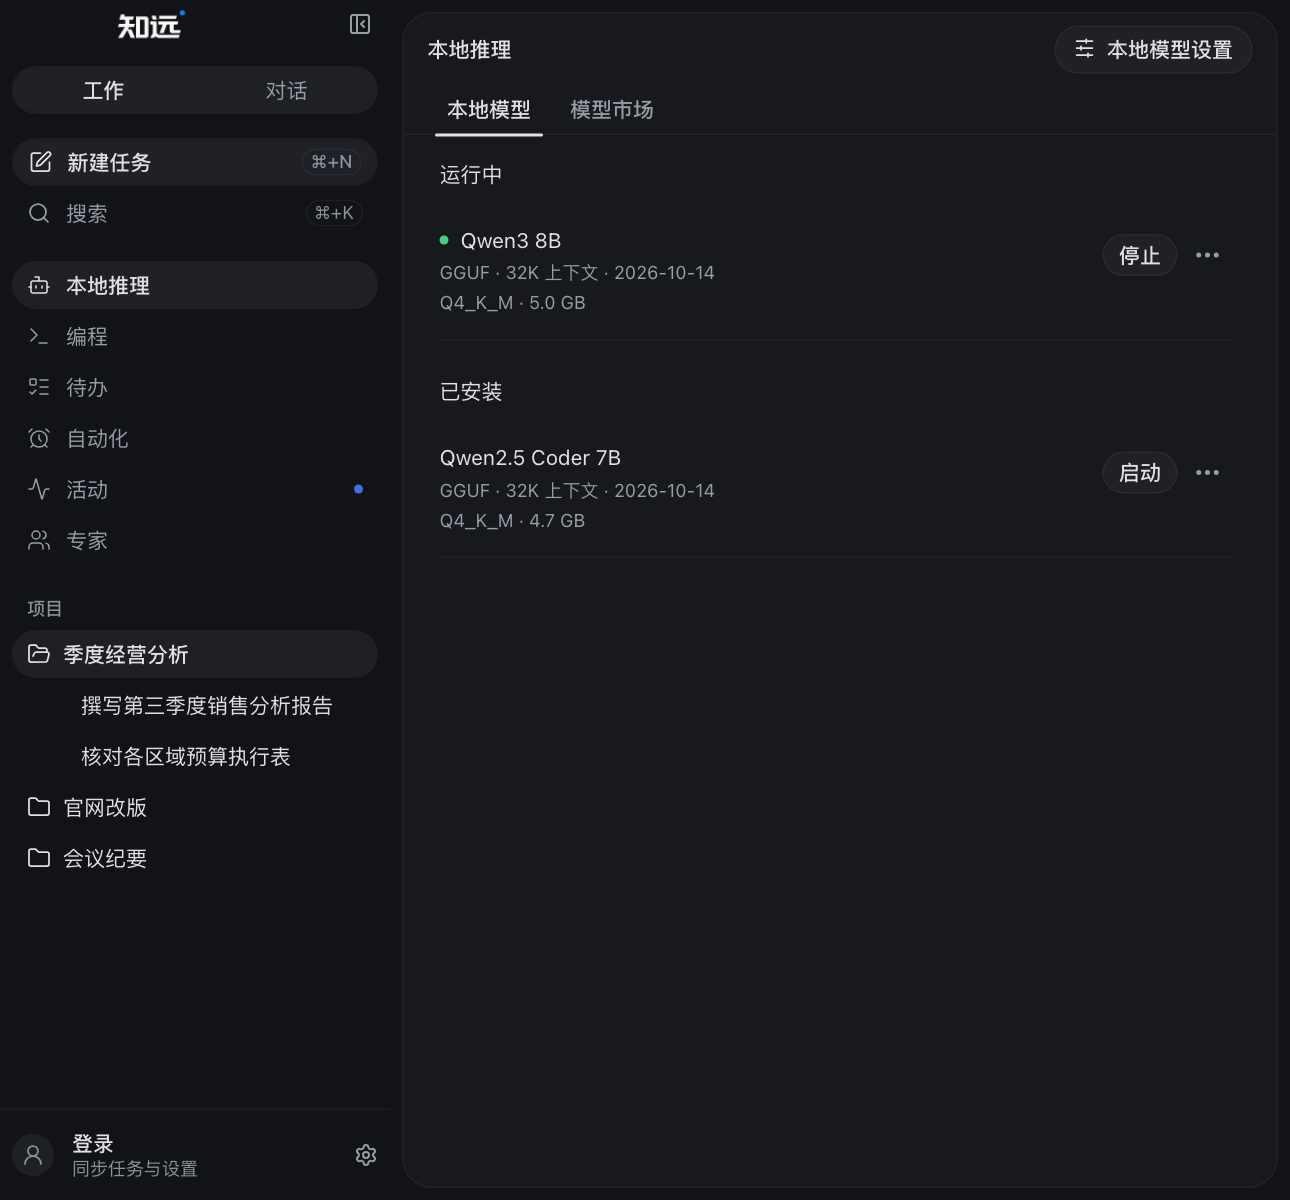 知远
工作
对话
新建任务
⌘+N
搜索
⌘+K
本地推理
编程
待办
自动化
活动
专家
项目
季度经营分析
撰写第三季度销售分析报告
核对各区域预算执行表
官网改版
会议纪要
登录
同步任务与设置
本地推理
本地模型设置
本地模型
模型市场
运行中
Qwen3 8B
GGUF · 32K 上下文 · 2026-10-14
Q4_K_M · 5.0 GB
停止
已安装
Qwen2.5 Coder 7B
GGUF · 32K 上下文 · 2026-10-14
Q4_K_M · 4.7 GB
启动